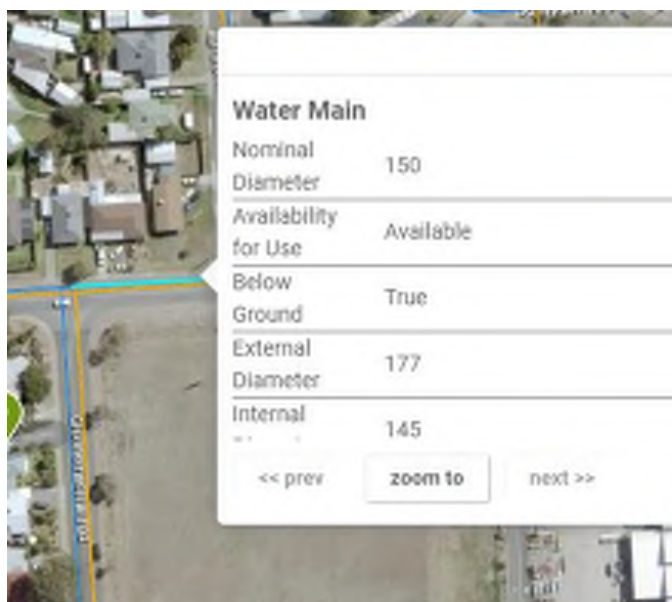 Water Main
Nominal
Diameter
150
Availability
for Use
Available
Below
Ground
True
External
Diameter
177
Internal
145
<< prev
zoom to
next >>